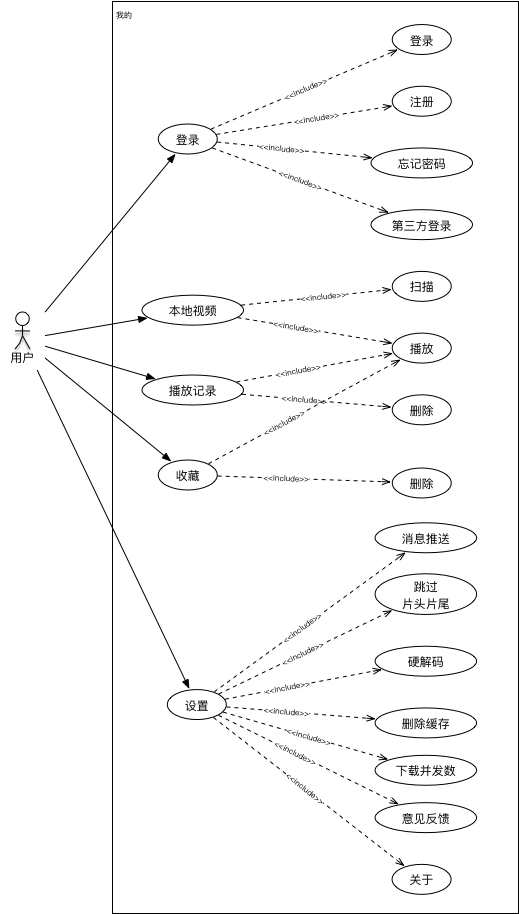 我的
登录
<<include>>
注册
<<include>>
登录
<<include>>
忘记密码
<<include>>
第三方登录
扫描
<<include>>
本地视频
<<include>>
用户
播放
<<include>>
播放记录
<<include>>
删除
<<include>>
收藏
<<include>>
删除
消息推送
跳过
片头片尾
<<include>>
<<include>>
硬解码
<<include>>
设置
<<include>>
删除缓存
<<include>>
下载并发数
<<include>>
<<include>>
意见反馈
关于